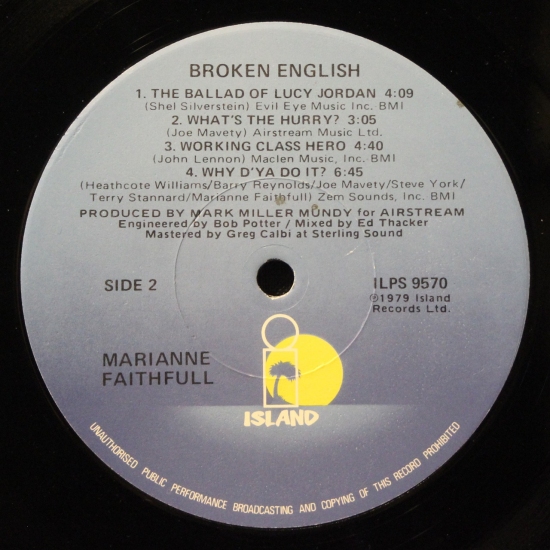 BROKEN ENGLISH
1. THE BALLAD OF LUCY JORDAN 4:09
(Shel Silverstein) Evil Eye Music Inc. BMI
2. WHAT'S THE HURRY? 3:05
(Joe Mavety) Airstream Music Ltd.
3. WORKING CLASS HERO 4:40
(John Lennon) Maclen Music, Inc. BMI
4. WHY D'YA DO IT? 6:45
(Heathcote Williams/Barry Reynolds/Joe Mavety/Steve York/
Terry Stannard/Marianne Faithfull) Zem Sounds, Inc. BMI
PRODUCED BY MARK MILLER MUNDY for AIRSTREAM
Engineered by Bob Potter / Mixed by Ed Thacker
Mastered by Greg Calbi at Sterling Sound
SIDE 2
ILPS 9570
℗1979 Island
Records Ltd.
MARIANNE
FAITHFULL
ISLAND
UNAUTHORISED PUBLIC PERFORMANCE BROADCASTING AND COPYING OF THIS RECORD PROHIBITED